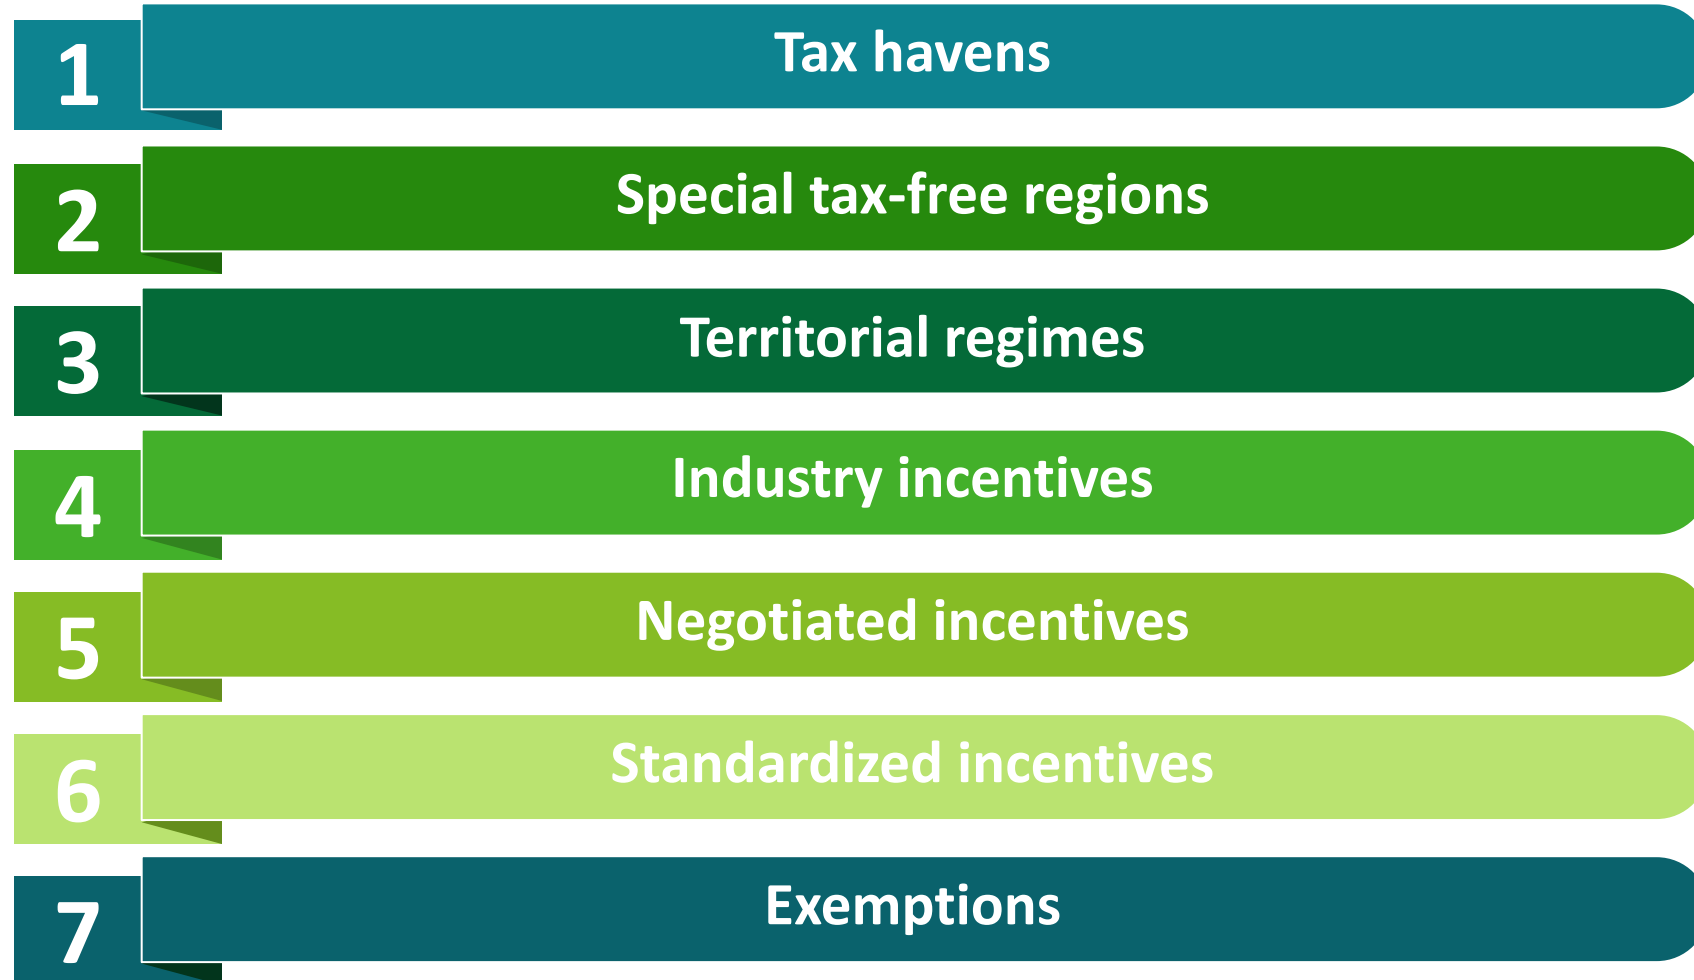 1 Tax havens
2 Special tax-free regions
3 Territorial regimes
4 Industry incentives
5 Negotiated incentives
6 Standardized incentives
7 Exemptions